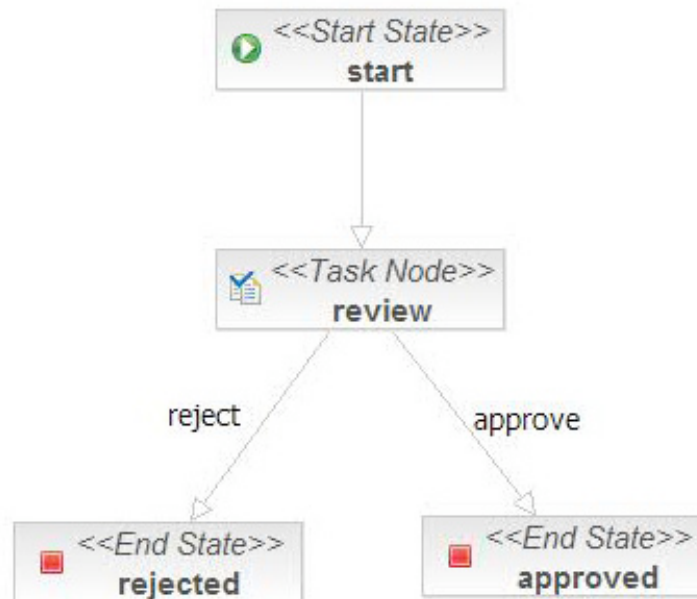 <<Start State>>
start
<<Task Node>>
review
reject
approve
<<End State>>
rejected
<<End State>>
approved